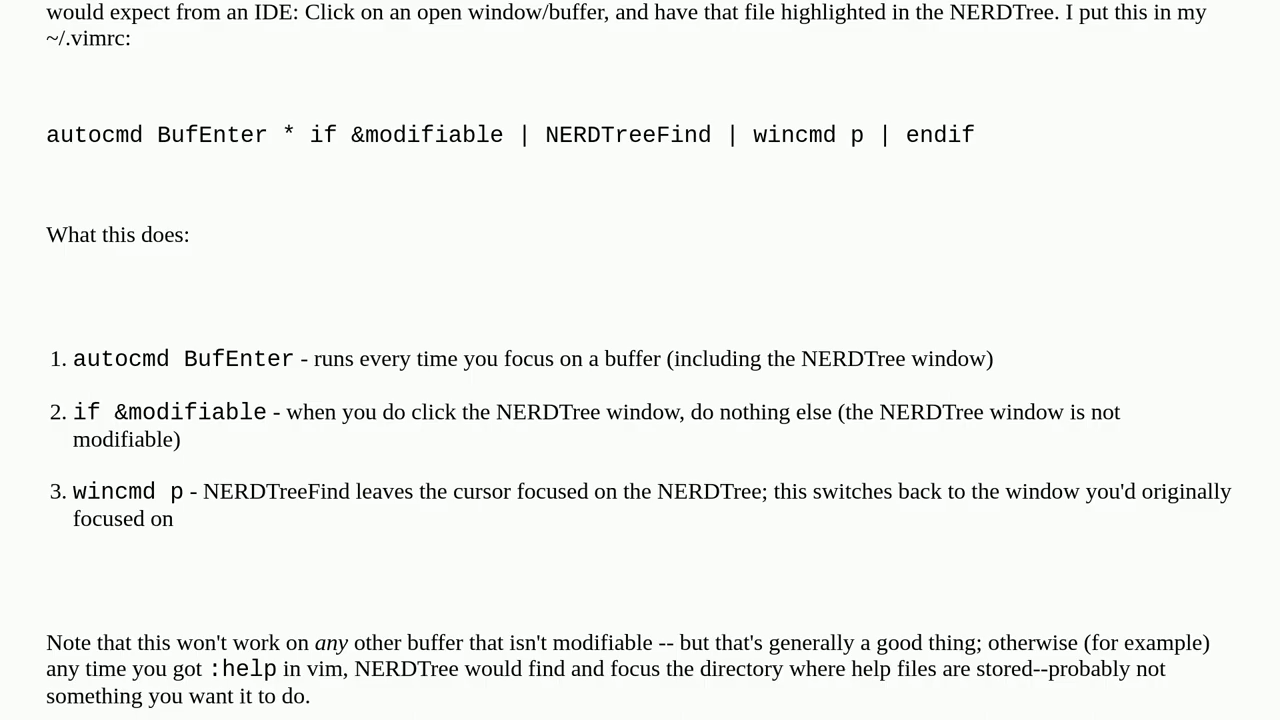 would expect from an IDE: Click on an open window/buffer, and have that file highlighted in the NERDTree. I put this in my
~/.vimrc:
autocmd BufEnter * if &modifiable | NERDTreeFind | wincmd p | endif
What this does:
1. autocmd BufEnter - runs every time you focus on a buffer (including the NERDTree window)
2. if &modifiable - when you do click the NERDTree window, do nothing else (the NERDTree window is not
modifiable)
3. wincmd p - NERDTreeFind leaves the cursor focused on the NERDTree; this switches back to the window you'd originally
focused on
Note that this won't work on any other buffer that isn't modifiable -- but that's generally a good thing; otherwise (for example)
any time you got :help in vim, NERDTree would find and focus the directory where help files are stored--probably not
something you want it to do.